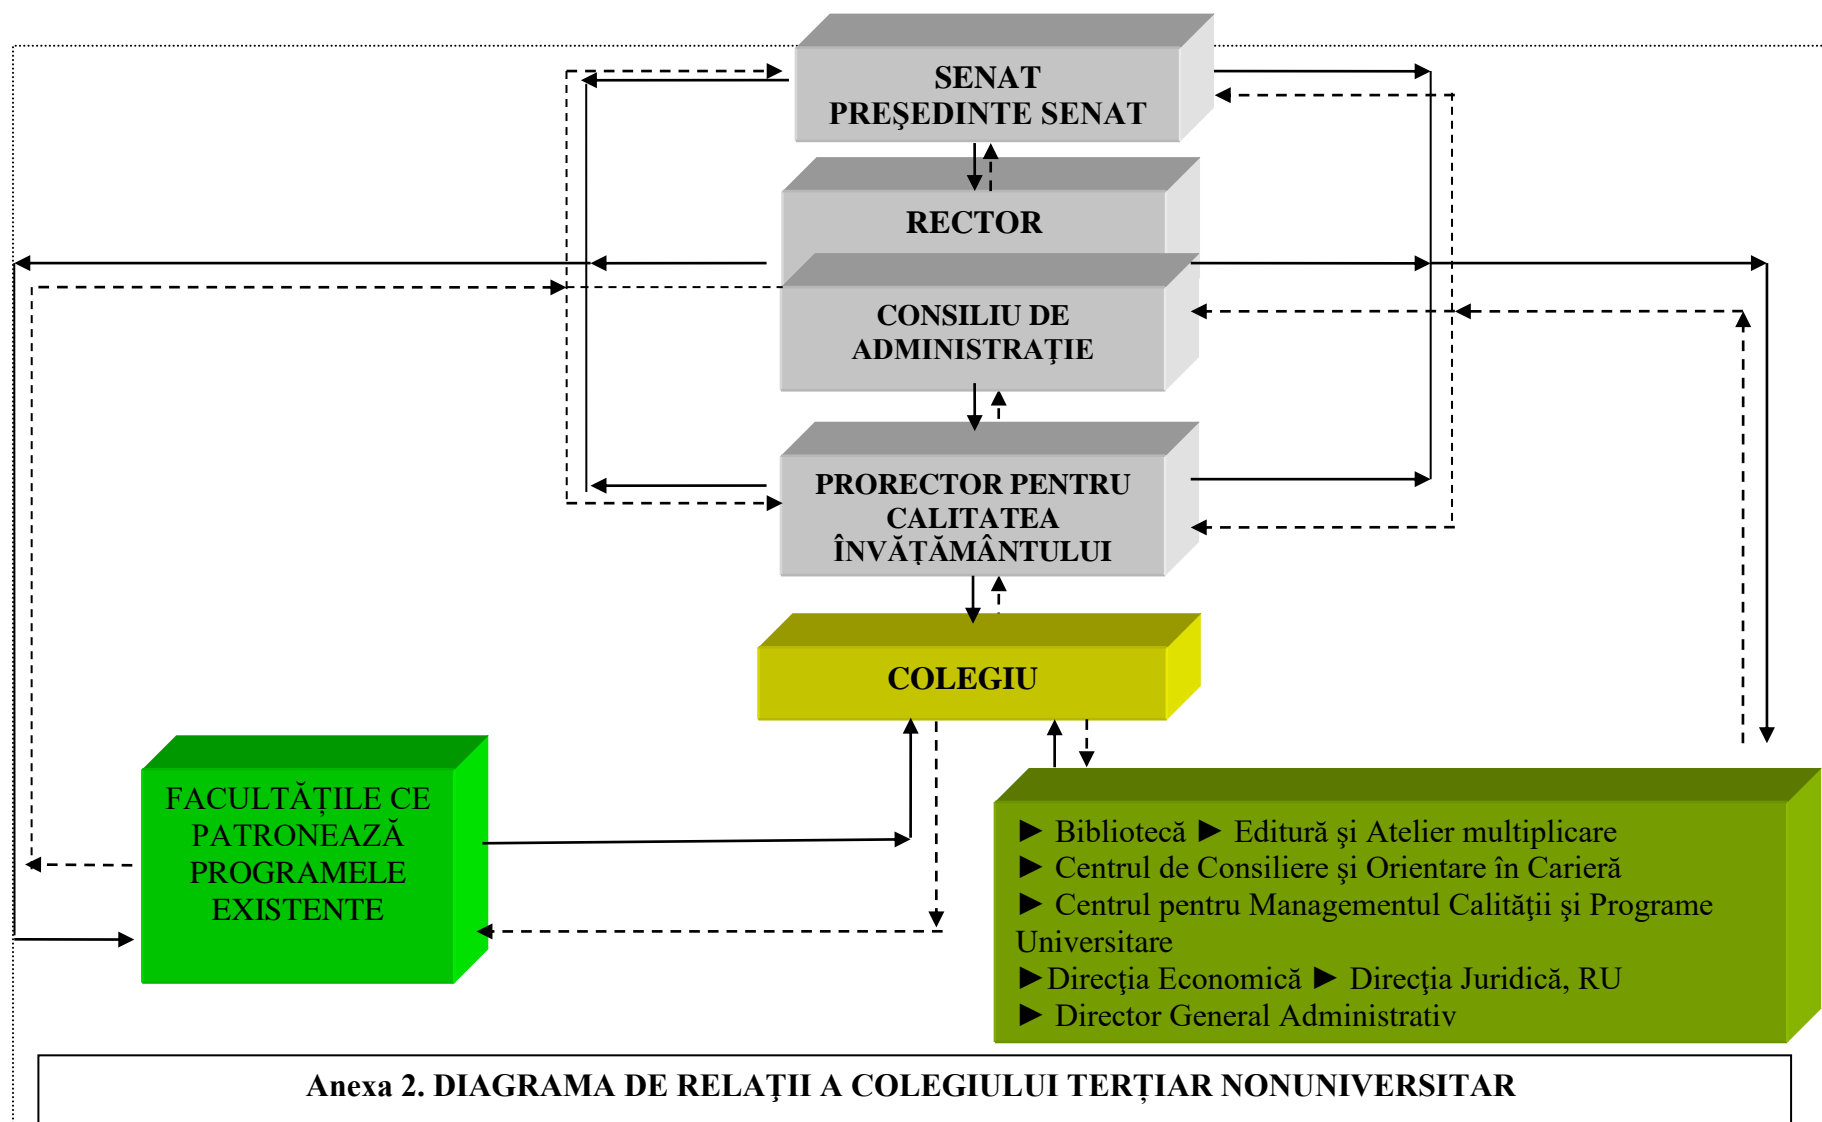 SENAT
PREŞEDINTE SENAT
RECTOR
CONSILIU DE
ADMINISTRAŢIE
PRORECTOR PENTRU
CALITATEA
ÎNVĂȚĂMÂNTULUI
COLEGIU
FACULTĂȚILE CE
PATRONEAZĂ
PROGRAMELE
EXISTENTE
► Bibliotecă ► Editură şi Atelier multiplicare
► Centrul de Consiliere şi Orientare în Carieră
► Centrul pentru Managementul Calităţii şi Programe
Universitare
►Direcţia Economică ► Direcţia Juridică, RU
► Director General Administrativ
Anexa 2. DIAGRAMA DE RELAŢII A COLEGIULUI TERȚIAR NONUNIVERSITAR